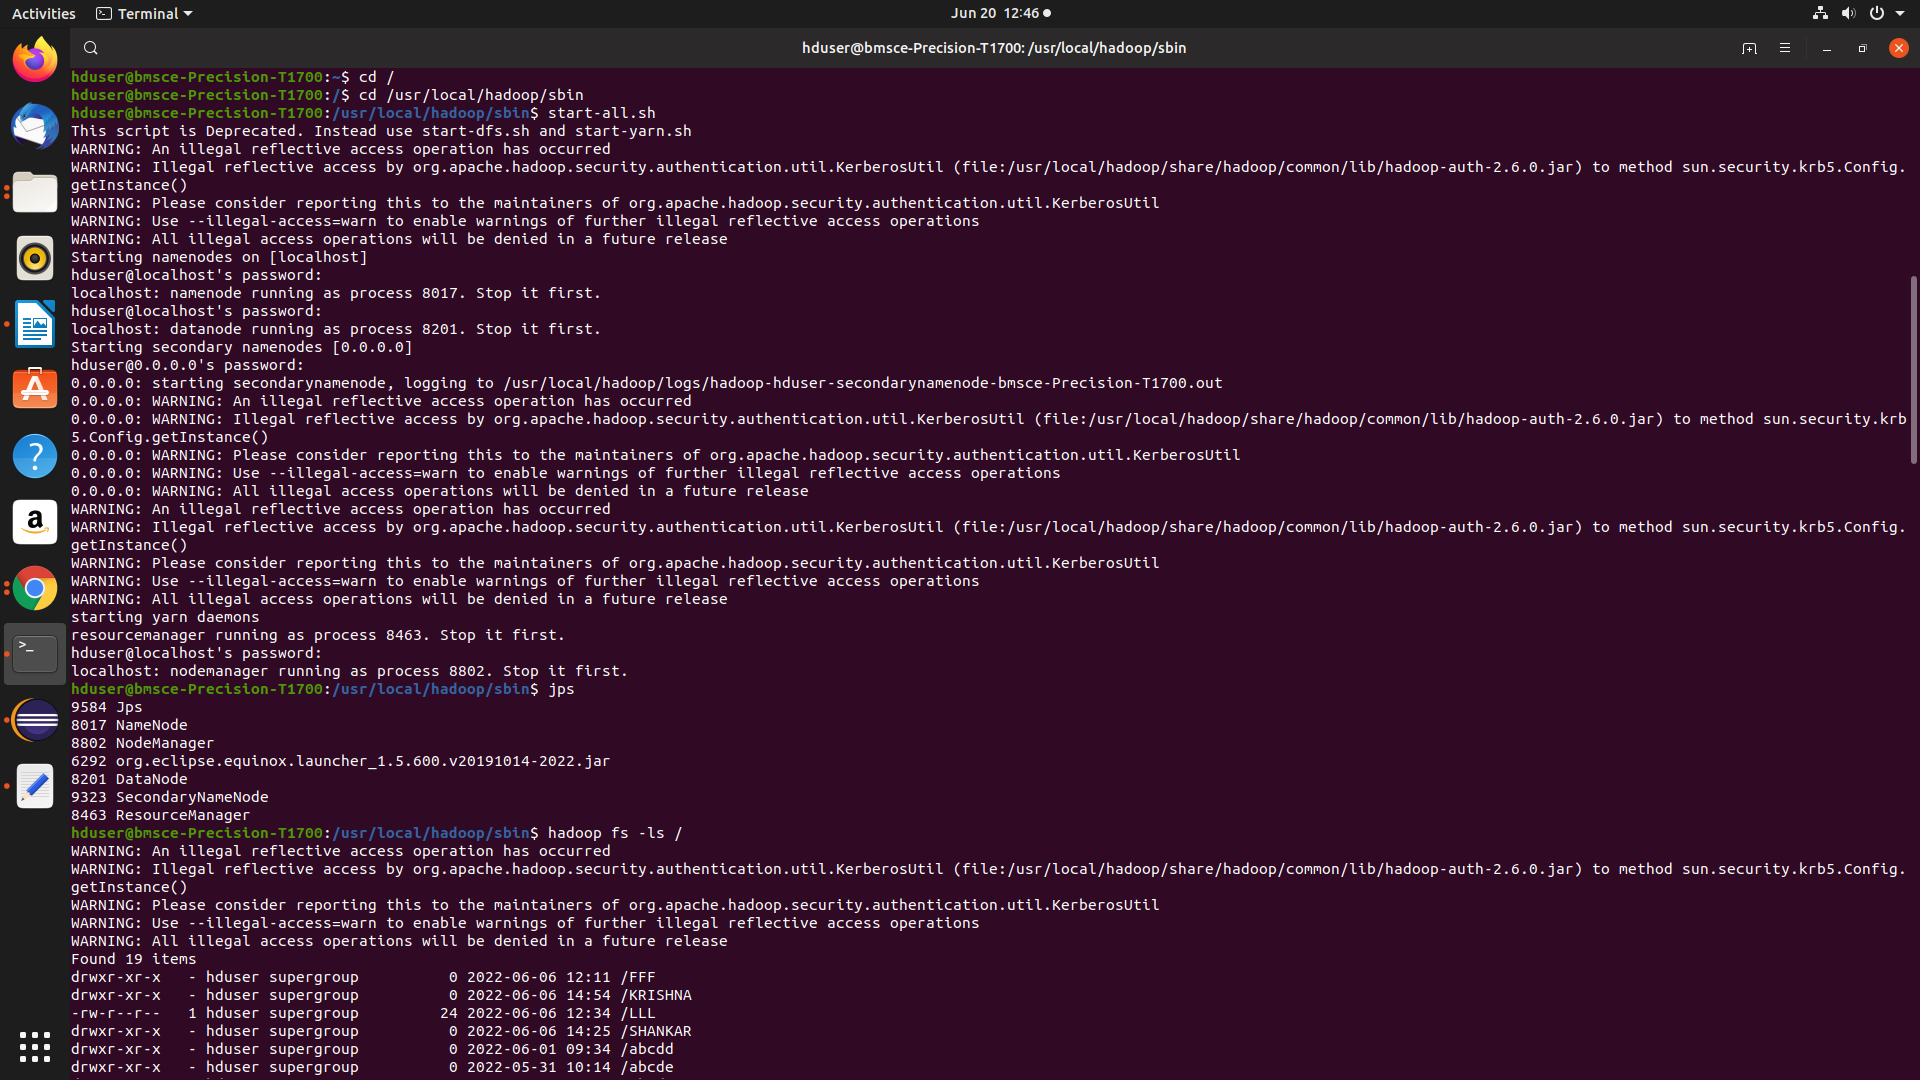 Activities Terminal Jun 20 12:46
hduser@bmsce-Precision-T1700: /usr/local/hadoop/sbin
hduser@bmsce-Precision-T1700:~$ cd /
hduser@bmsce-Precision-T1700:/$ cd /usr/local/hadoop/sbin
hduser@bmsce-Precision-T1700:/usr/local/hadoop/sbin$ start-all.sh
This script is Deprecated. Instead use start-dfs.sh and start-yarn.sh
WARNING: An illegal reflective access operation has occurred
WARNING: Illegal reflective access by org.apache.hadoop.security.authentication.util.KerberosUtil (file:/usr/local/hadoop/share/hadoop/common/lib/hadoop-auth-2.6.0.jar) to method sun.security.krb5.Config.
getInstance()
WARNING: Please consider reporting this to the maintainers of org.apache.hadoop.security.authentication.util.KerberosUtil
WARNING: Use --illegal-access=warn to enable warnings of further illegal reflective access operations
WARNING: All illegal access operations will be denied in a future release
Starting namenodes on [localhost]
hduser@localhost's password:
localhost: namenode running as process 8017. Stop it first.
hduser@localhost's password:
localhost: datanode running as process 8201. Stop it first.
Starting secondary namenodes [0.0.0.0]
hduser@0.0.0.0's password:
0.0.0.0: starting secondarynamenode, logging to /usr/local/hadoop/logs/hadoop-hduser-secondarynamenode-bmsce-Precision-T1700.out
0.0.0.0: WARNING: An illegal reflective access operation has occurred
0.0.0.0: WARNING: Illegal reflective access by org.apache.hadoop.security.authentication.util.KerberosUtil (file:/usr/local/hadoop/share/hadoop/common/lib/hadoop-auth-2.6.0.jar) to method sun.security.krb
5.Config.getInstance()
0.0.0.0: WARNING: Please consider reporting this to the maintainers of org.apache.hadoop.security.authentication.util.KerberosUtil
0.0.0.0: WARNING: Use --illegal-access=warn to enable warnings of further illegal reflective access operations
0.0.0.0: WARNING: All illegal access operations will be denied in a future release
WARNING: An illegal reflective access operation has occurred
WARNING: Illegal reflective access by org.apache.hadoop.security.authentication.util.KerberosUtil (file:/usr/local/hadoop/share/hadoop/common/lib/hadoop-auth-2.6.0.jar) to method sun.security.krb5.Config.
getInstance()
WARNING: Please consider reporting this to the maintainers of org.apache.hadoop.security.authentication.util.KerberosUtil
WARNING: Use --illegal-access=warn to enable warnings of further illegal reflective access operations
WARNING: All illegal access operations will be denied in a future release
starting yarn daemons
resourcemanager running as process 8463. Stop it first.
hduser@localhost's password:
localhost: nodemanager running as process 8802. Stop it first.
hduser@bmsce-Precision-T1700:/usr/local/hadoop/sbin$ jps
9584 Jps
8017 NameNode
8802 NodeManager
6292 org.eclipse.equinox.launcher_1.5.600.v20191014-2022.jar
8201 DataNode
9323 SecondaryNameNode
8463 ResourceManager
hduser@bmsce-Precision-T1700:/usr/local/hadoop/sbin$ hadoop fs -ls /
WARNING: An illegal reflective access operation has occurred
WARNING: Illegal reflective access by org.apache.hadoop.security.authentication.util.KerberosUtil (file:/usr/local/hadoop/share/hadoop/common/lib/hadoop-auth-2.6.0.jar) to method sun.security.krb5.Config.
getInstance()
WARNING: Please consider reporting this to the maintainers of org.apache.hadoop.security.authentication.util.KerberosUtil
WARNING: Use --illegal-access=warn to enable warnings of further illegal reflective access operations
WARNING: All illegal access operations will be denied in a future release
Found 19 items
drwxr-xr-x   - hduser supergroup          0 2022-06-06 12:11 /FFF
drwxr-xr-x   - hduser supergroup          0 2022-06-06 14:54 /KRISHNA
-rw-r--r--   1 hduser supergroup         24 2022-06-06 12:34 /LLL
drwxr-xr-x   - hduser supergroup          0 2022-06-06 14:25 /SHANKAR
drwxr-xr-x   - hduser supergroup          0 2022-06-01 09:34 /abcdd
drwxr-xr-x   - hduser supergroup          0 2022-05-31 10:14 /abcde